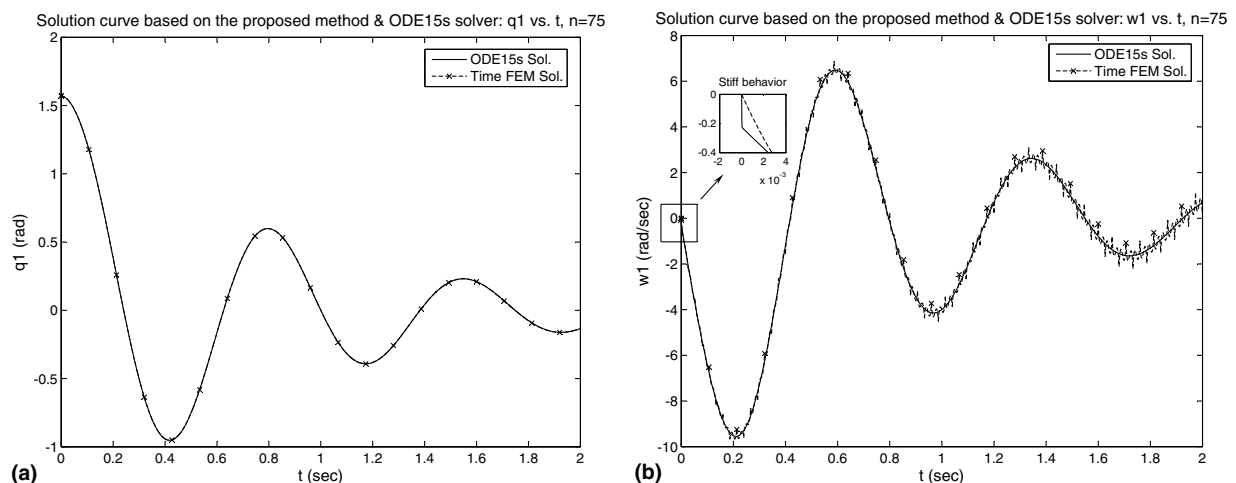 Solution curve based on the proposed method & ODE15s solver: q1 vs. t, n=75
2
1.5
1
0.5
0
-0.5
-1
q1 (rad)
ODE15s Sol.
Time FEM Sol.
0 0.2 0.4 0.6 0.8 1 1.2 1.4 1.6 1.8 2
t (sec)
(a)
Solution curve based on the proposed method & ODE15s solver: w1 vs. t, n=75
8
6
4
2
0
-2
-4
-6
-8
-10
w1 (rad/sec)
ODE15s Sol.
Time FEM Sol.
Stiff behavior
0
-0.2
-0.4
-2 0 2 4
x 10-3
0 0.2 0.4 0.6 0.8 1 1.2 1.4 1.6 1.8 2
t (sec)
(b)